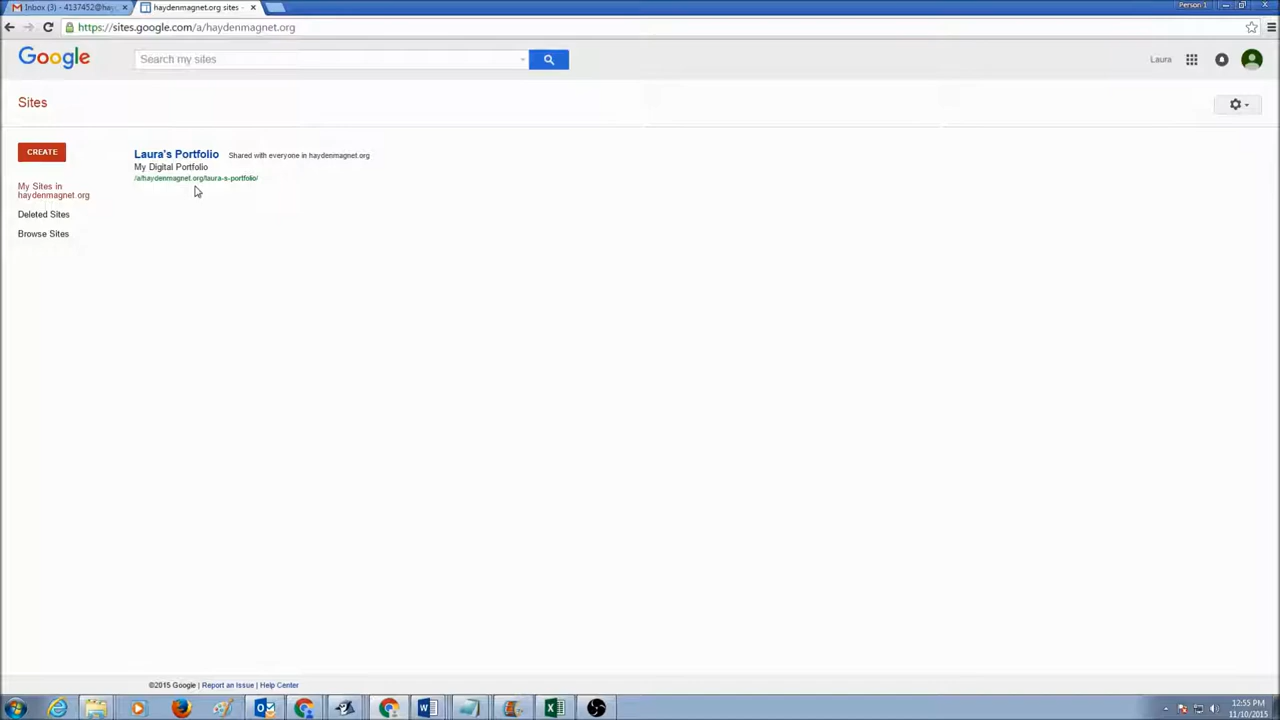 Inbox (3) - 4137452@hay
haydenmagnet.org sites -
Person 1
https://sites.google.com/a/haydenmagnet.org
Google
Search my sites
Laura
Sites
CREATE
Laura's Portfolio Shared with everyone in haydenmagnet.org
My Digital Portfolio
/a/haydenmagnet.org/laura-s-portfolio/
My Sites in
haydenmagnet.org
Deleted Sites
Browse Sites
©2015 Google | Report an Issue | Help Center
12:55 PM
11/10/2015